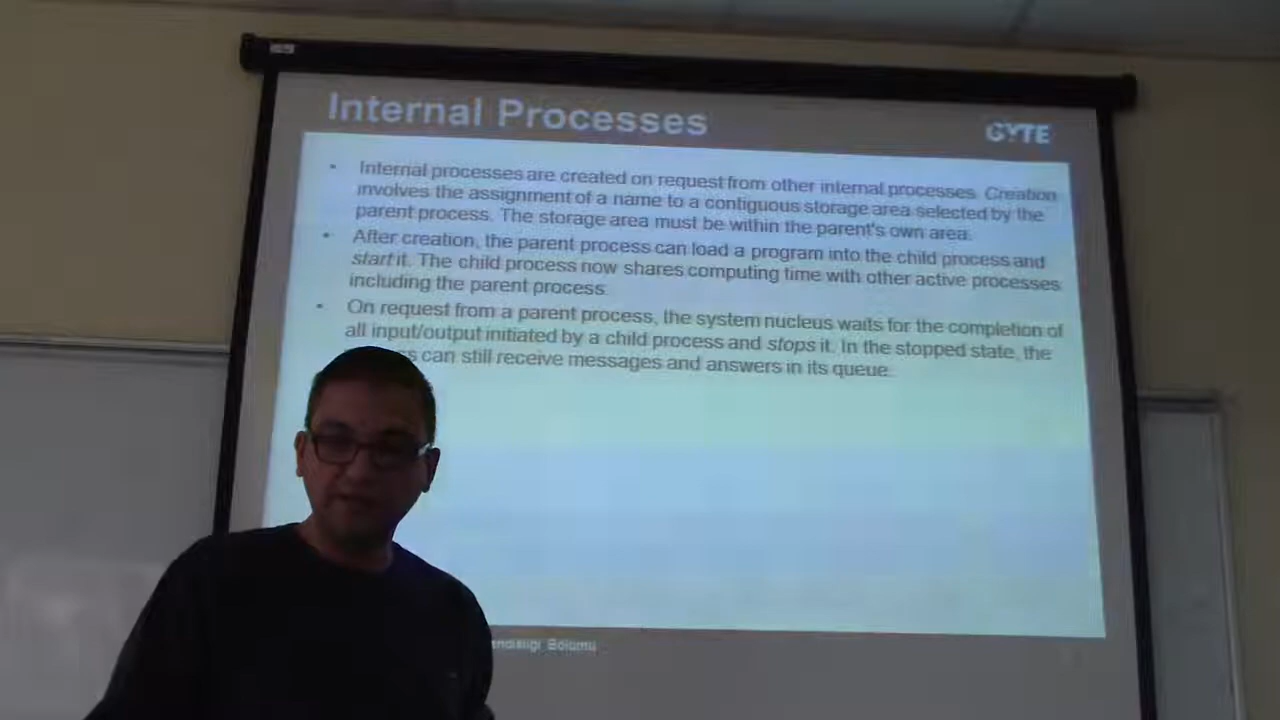 Internal Processes
GYTE
• Internal processes are created on request from other internal processes. Creation
involves the assignment of a name to a contiguous storage area selected by the
parent process. The storage area must be within the parent's own area.
• After creation, the parent process can load a program into the child process and
start it. The child process now shares computing time with other active processes
including the parent process.
• On request from a parent process, the system nucleus waits for the completion of
all input/output initiated by a child process and stops it. In the stopped state, the
can still receive messages and answers in its queue.
Bölümü